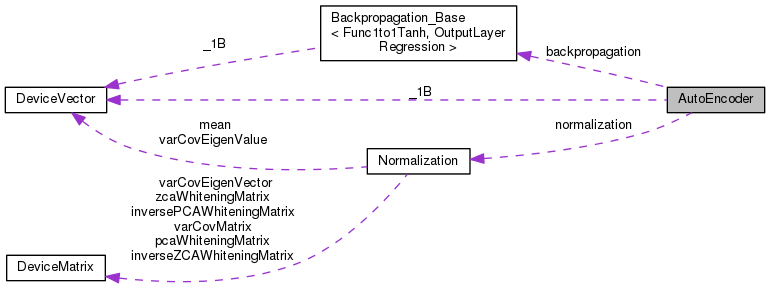 Backpropagation_Base
< Func1to1Tanh, OutputLayer
Regression >
_1B
backpropagation
DeviceVector
_1B
AutoEncoder
mean
varCovEigenValue
normalization
Normalization
varCovEigenVector
zcaWhiteningMatrix
inversePCAWhiteningMatrix
varCovMatrix
pcaWhiteningMatrix
inverseZCAWhiteningMatrix
DeviceMatrix